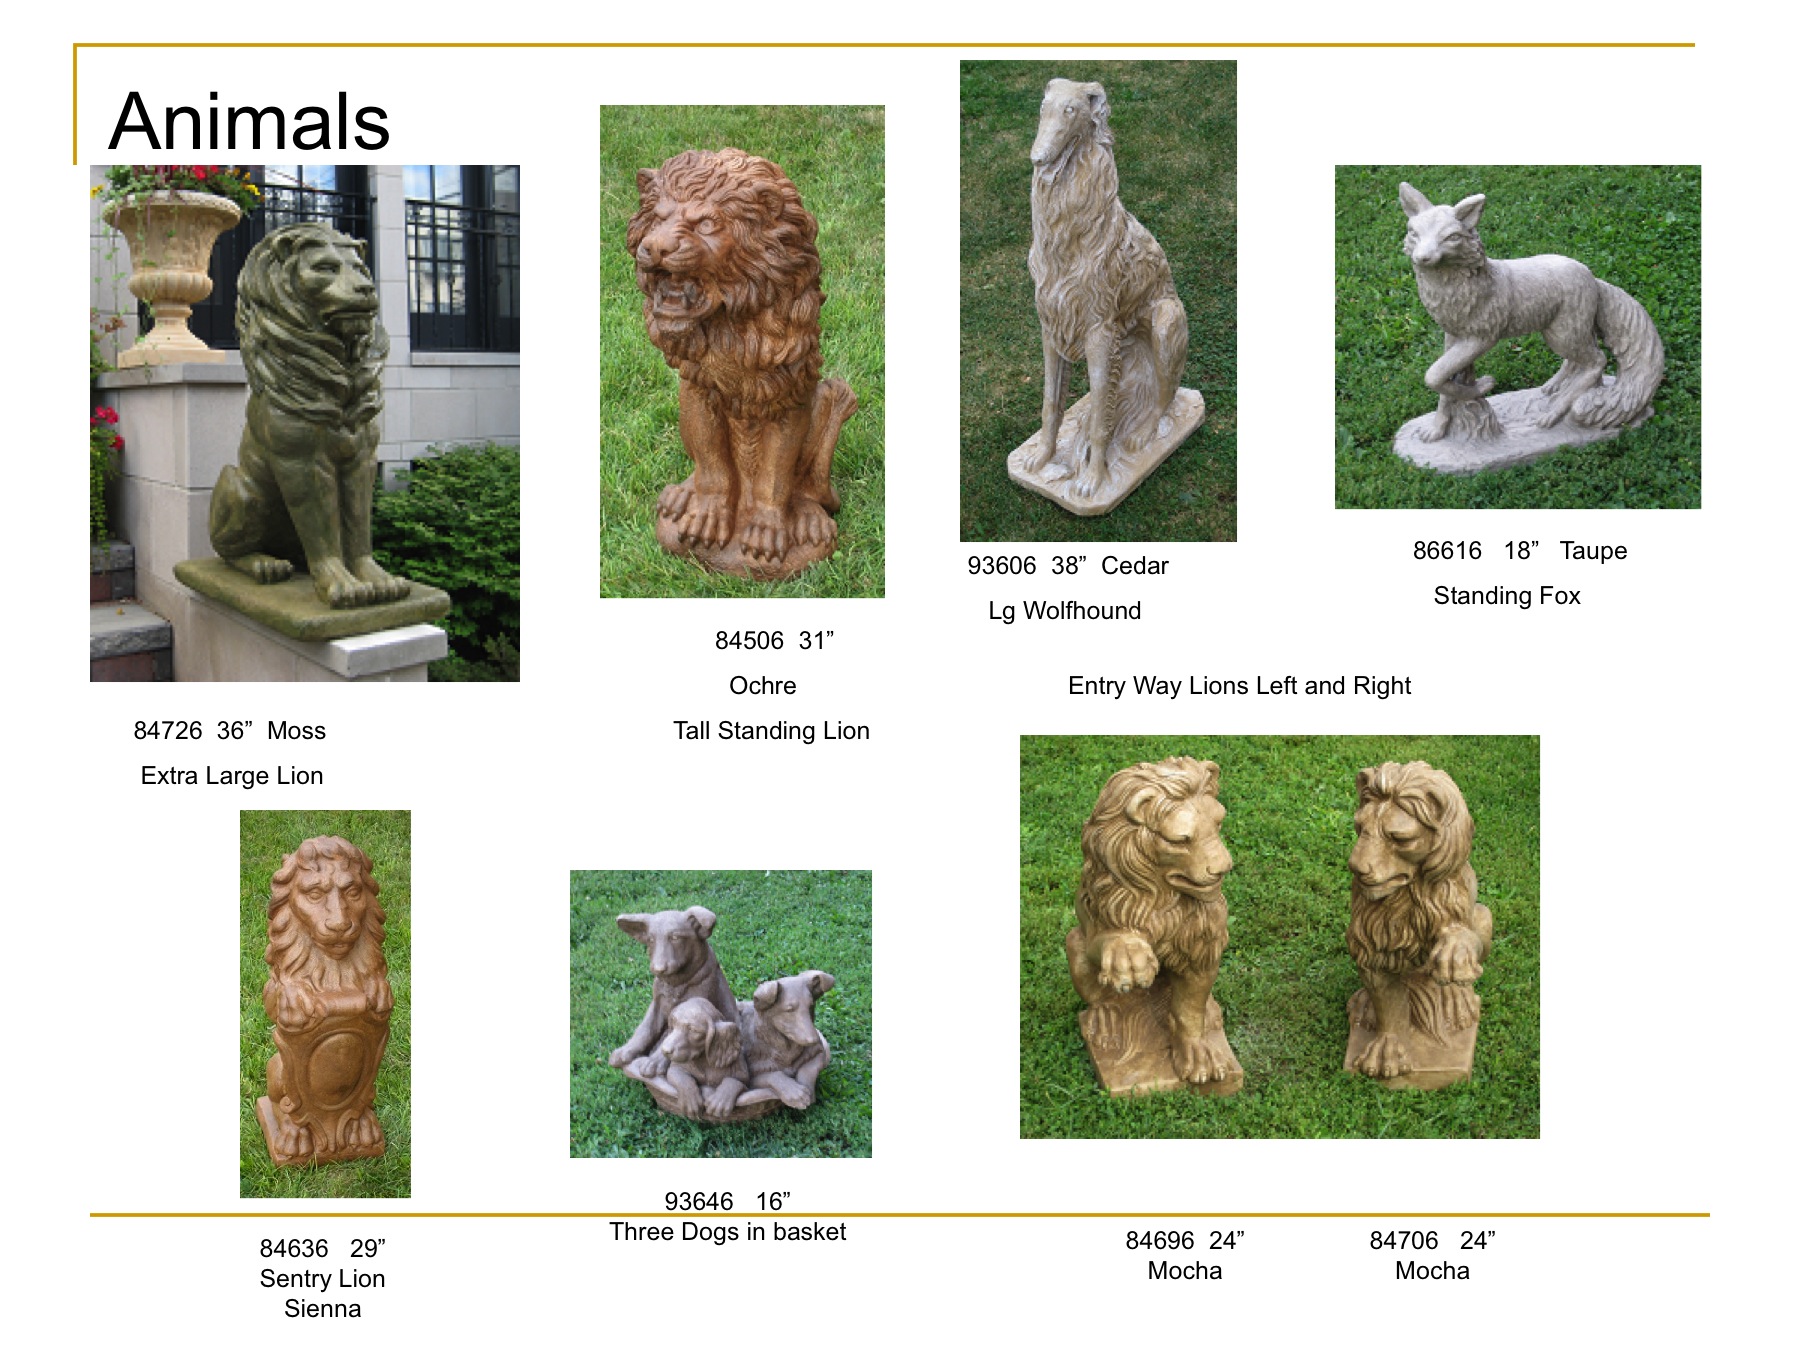 Animals
93606  38”  Cedar
Lg Wolfhound
86616   18”   Taupe
Standing Fox
84506  31”
Ochre
Tall Standing Lion
Entry Way Lions Left and Right
84726  36”  Moss
Extra Large Lion
84636   29”
Sentry Lion
Sienna
93646   16”
Three Dogs in basket
84696  24”
Mocha
84706   24”
Mocha